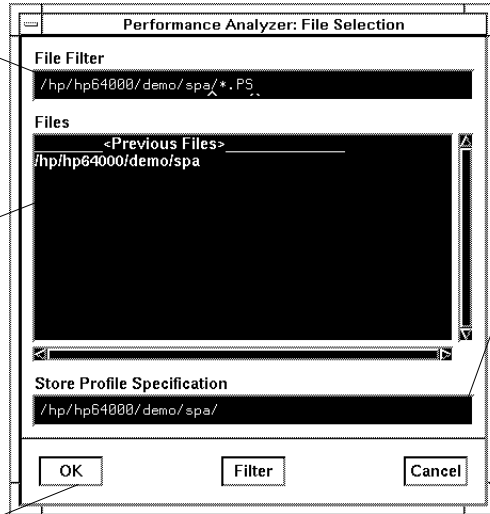 Performance Analyzer: File Selection
File Filter
/hp/hp64000/demo/spa/*.PS
Files
<Previous Files>
/hp/hp64000/demo/spa
Store Profile Specification
/hp/hp64000/demo/spa/
OK Filter Cancel